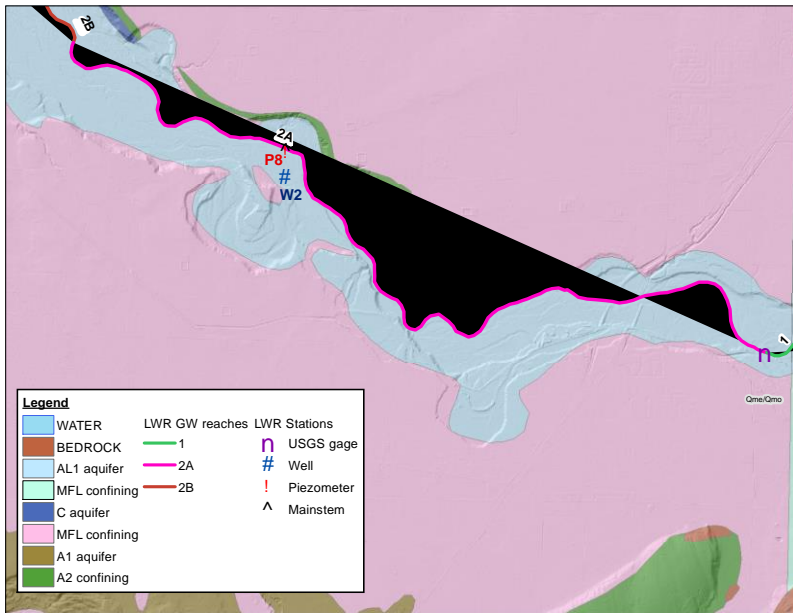 2B
2A
P8
!
^
#
W2
1
n
Qme/Qmo
Legend
WATER
BEDROCK
AL1 aquifer
MFL confining
C aquifer
MFL confining
A1 aquifer
A2 confining
LWR GW reaches
1
2A
2B
LWR Stations
n USGS gage
# Well
! Piezometer
^ Mainstem